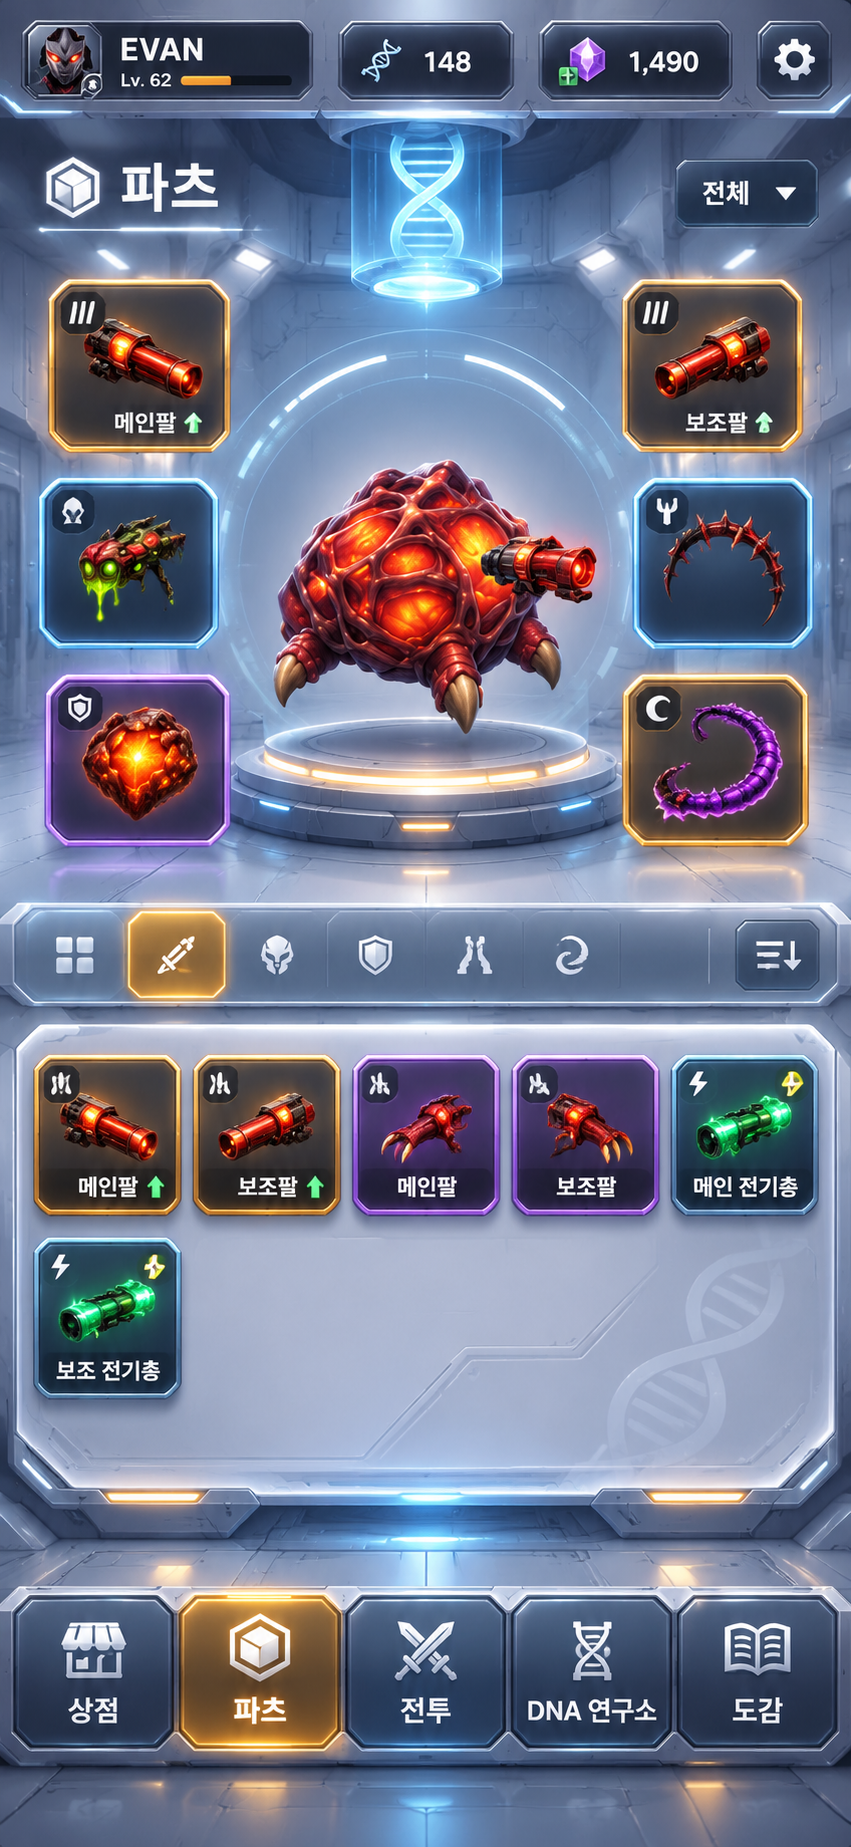 EVAN
Lv. 62
148
1,490
파츠
전체
메인팔
보조팔
메인팔
보조팔
메인팔
보조팔
메인 전기총
보조 전기총
상점
파츠
전투
DNA 연구소
도감